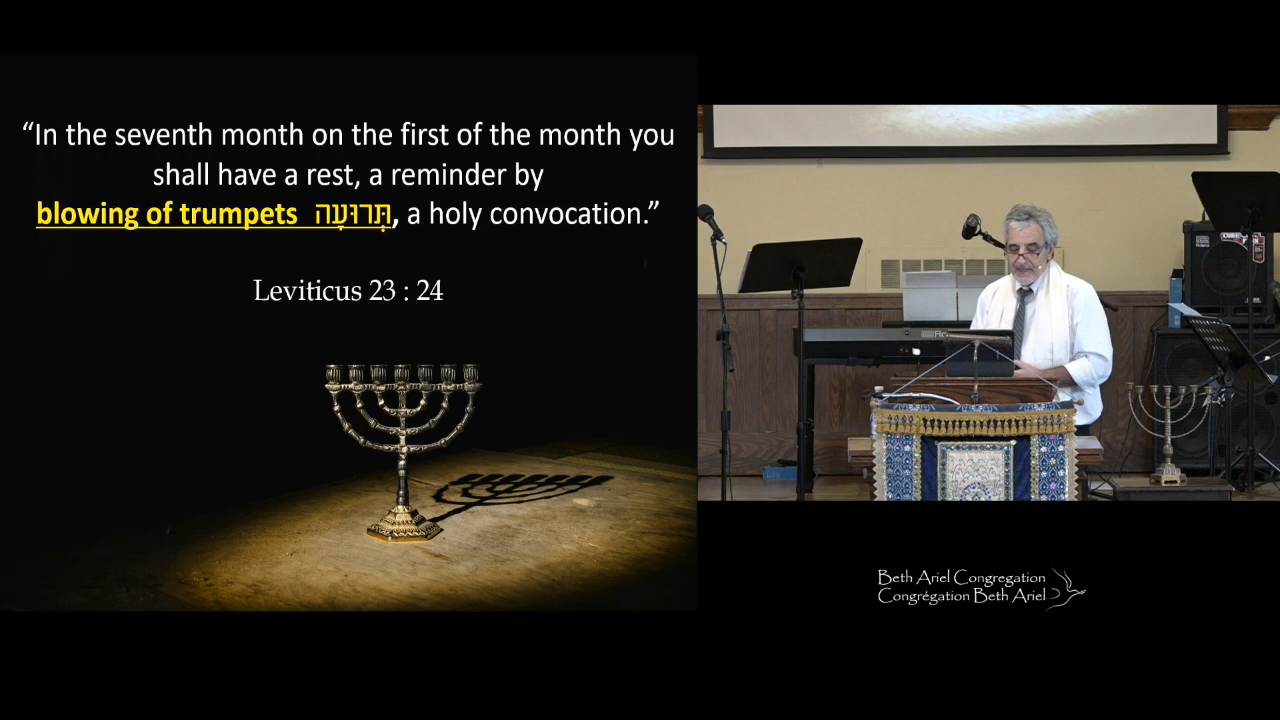 “In the seventh month on the first of the month you
shall have a rest, a reminder by
blowing of trumpets תְּרוּעָה, a holy convocation.”
Leviticus 23 : 24
Beth Ariel Congregation
Congrégation Beth Ariel